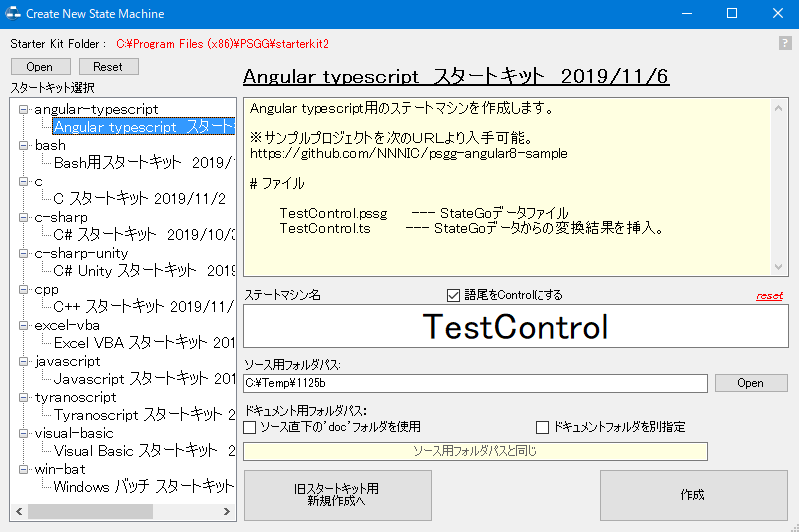 Create New State Machine
Starter Kit Folder : C:¥Program Files (x86)¥PSGG¥starterkit2
?
Open
Reset
スタートキット選択
angular-typescript
Angular typescript スタート
bash
Bash用スタートキット 2019/
c
C スタートキット 2019/11/2
c-sharp
C# スタートキット 2019/10/3
c-sharp-unity
C# Unity スタートキット 2019
cpp
C++ スタートキット 2019/11/
excel-vba
Excel VBA スタートキット 201
javascript
Javascript スタートキット 201
tyranoscript
Tyranoscript スタートキット 2
visual-basic
Visual Basic スタートキット 2
win-bat
Windows バッチ スタートキット
Angular typescript スタートキット 2019/11/6
Angular typescript用のステートマシンを作成します。
※サンプルプロジェクトを次のURLより入手可能。
https://github.com/NNNIC/psgg-angular8-sample
# ファイル
TestControl.pssg --- StateGoデータファイル
TestControl.ts --- StateGoデータからの変換結果を挿入。
ステートマシン名
語尾をControlにする
reset
TestControl
ソース用フォルダパス:
C:¥Temp¥1125b
Open
ドキュメント用フォルダパス:
ソース直下の'doc'フォルダを使用
ドキュメントフォルダを別指定
ソース用フォルダパスと同じ
旧スタートキット用
新規作成へ
作成